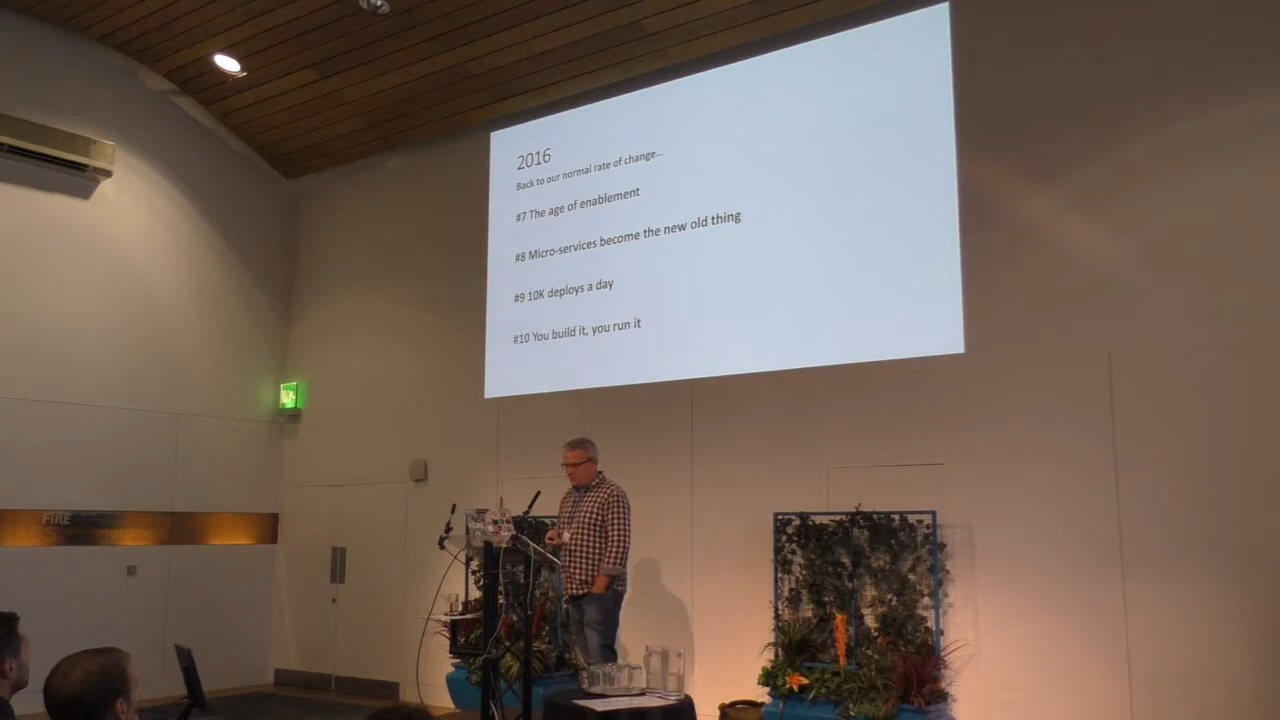 2016
Back to our normal rate of change...
#7 The age of enablement
#8 Micro-services become the new old thing
#9 10K deploys a day
#10 You build it, you run it
FIRE